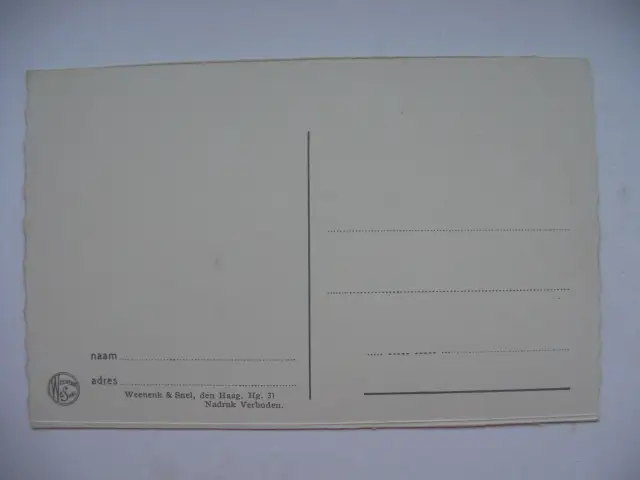 naam
adres
Weenenk & Snel, den Haag. Hg. 31
Nadruk Verboden.